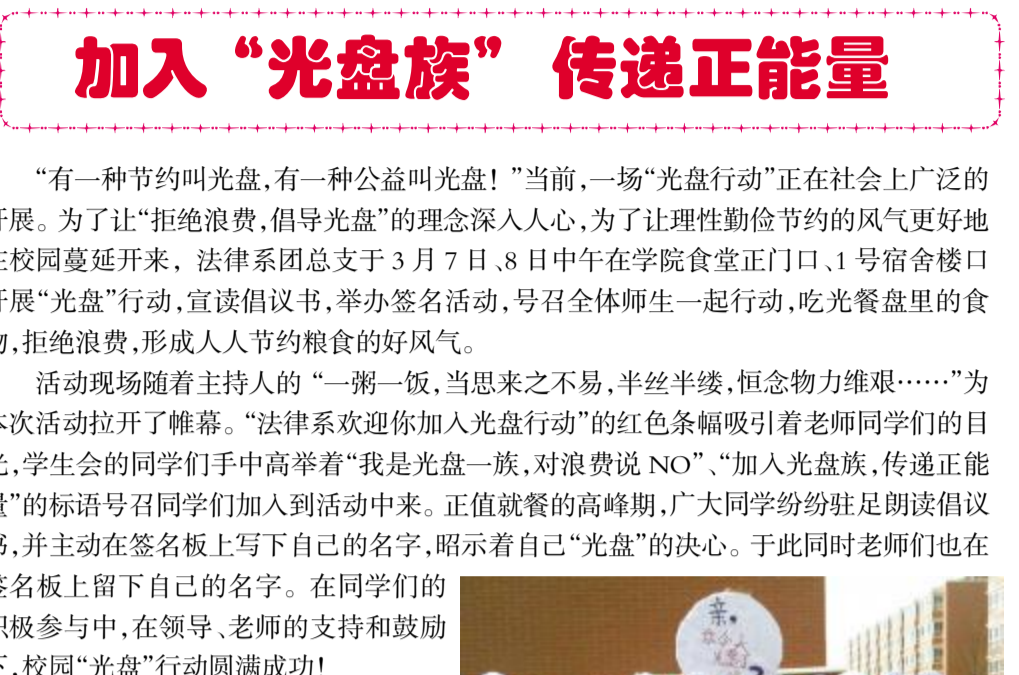 加入“光盘族” 传递正能量
“有一种节约叫光盘,有一种公益叫光盘！”当前,一场“光盘行动”正在社会上广泛的
开展。为了让“拒绝浪费,倡导光盘”的理念深入人心,为了让理性勤俭节约的风气更好地
在校园蔓延开来，法律系团总支于 3 月 7 日、8 日中午在学院食堂正门口、1 号宿舍楼口
开展“光盘”行动,宣读倡议书,举办签名活动,号召全体师生一起行动,吃光餐盘里的食
物,拒绝浪费,形成人人节约粮食的好风气。
活动现场随着主持人的 “一粥一饭,当思来之不易,半丝半缕,恒念物力维艰……”为
本次活动拉开了帷幕。“法律系欢迎你加入光盘行动”的红色条幅吸引着老师同学们的目
光,学生会的同学们手中高举着“我是光盘一族,对浪费说 NO”、“加入光盘族,传递正能
量”的标语号召同学们加入到活动中来。正值就餐的高峰期,广大同学纷纷驻足朗读倡议
书,并主动在签名板上写下自己的名字,昭示着自己“光盘”的决心。于此同时老师们也在
签名板上留下自己的名字。在同学们的
积极参与中,在领导、老师的支持和鼓励
下,校园“光盘”行动圆满成功！
亲,